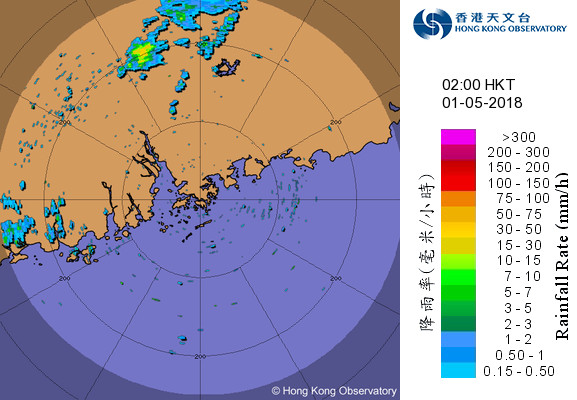 香港天文台
HONG KONG OBSERVATORY
02:00 HKT
01-05-2018
>300
200 - 300
150 - 200
100 - 150
75 - 100
50 - 75
30 - 50
15 - 30
10 - 15
7 - 10
5 - 7
3 - 5
2 - 3
1 - 2
0.50 - 1
0.15 - 0.50
降雨率(毫米/小時)
Rainfall Rate (mm/h)
200
200
200
200
200
200
© Hong Kong Observatory